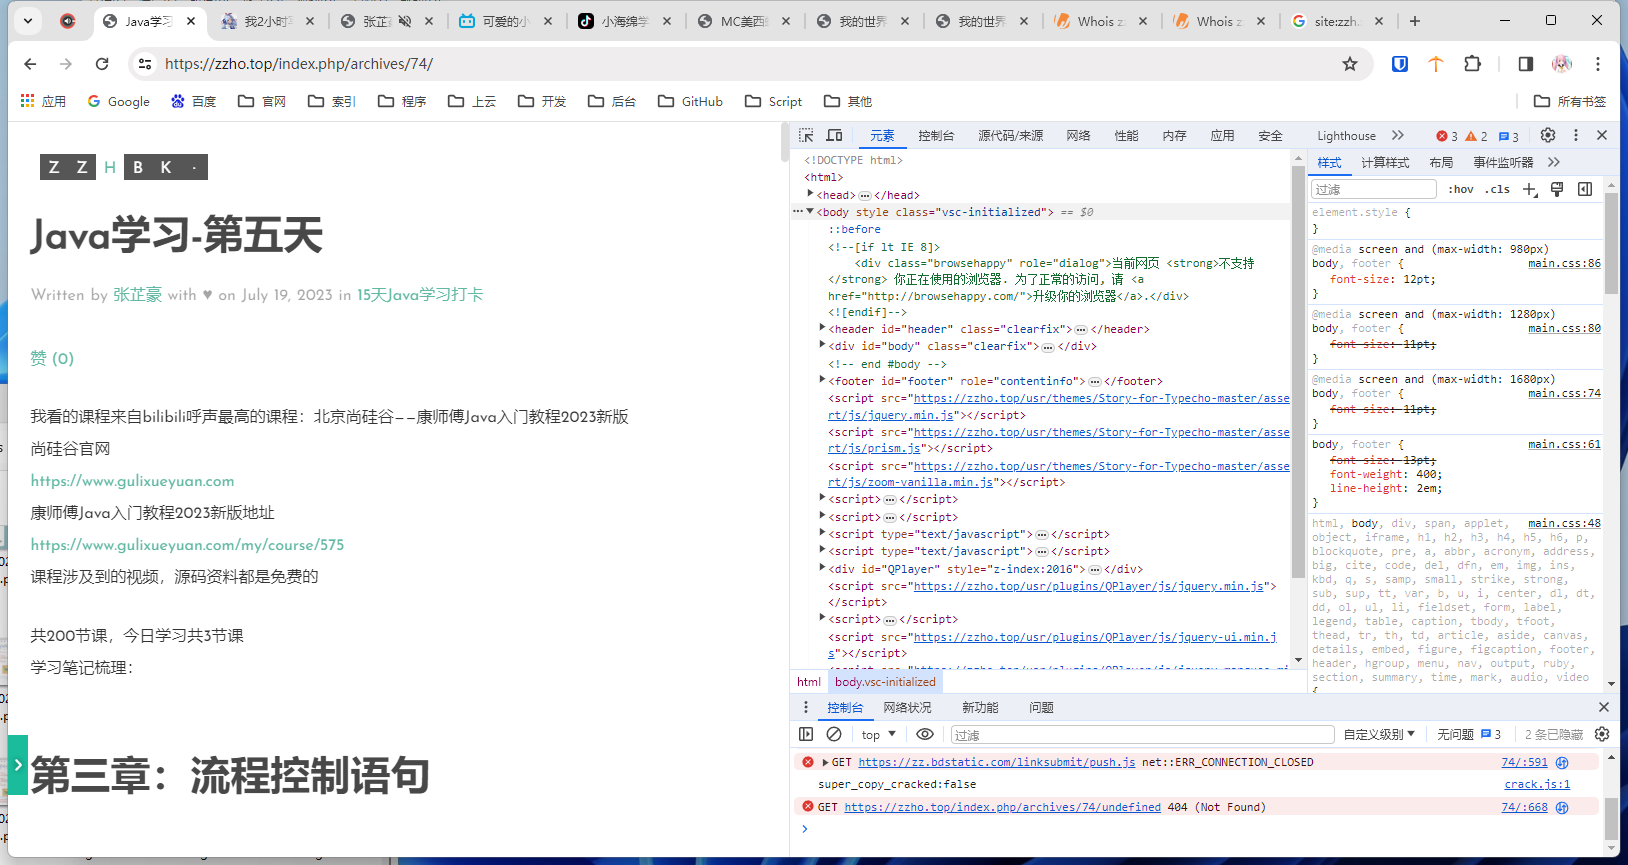 Java学习
我2小时
张芷
可爱的小
小海绵学
MC美西
我的世界
我的世界
Whois z
Whois z
site:zzh.
https://zzho.top/index.php/archives/74/
应用
Google
百度
官网
索引
程序
上云
开发
后台
GitHub
Script
其他
所有书签
Z Z H B K ·
Java学习-第五天
Written by 张芷豪 with ♥ on July 19, 2023 in 15天Java学习打卡
赞 (0)
我看的课程来自bilibili呼声最高的课程：北京尚硅谷——康师傅Java入门教程2023新版
尚硅谷官网
https://www.gulixueyuan.com
康师傅Java入门教程2023新版地址
https://www.gulixueyuan.com/my/course/575
课程涉及到的视频，源码资料都是免费的
共200节课，今日学习共3节课
学习笔记梳理：
第三章：流程控制语句
元素
控制台
源代码/来源
网络
性能
内存
应用
安全
Lighthouse
3
2
3
<!DOCTYPE html>
<html>
<head>…</head>
<body style class="vsc-initialized"> == $0
::before
<!--[if lt IE 8]>
<div class="browsehappy" role="dialog">当前网页 <strong>不支持
</strong> 你正在使用的浏览器. 为了正常的访问, 请 <a
href="http://browsehappy.com/">升级你的浏览器</a>.</div>
<![endif]-->
<header id="header" class="clearfix">…</header>
<div id="body" class="clearfix">…</div>
<!-- end #body -->
<footer id="footer" role="contentinfo">…</footer>
<script src="https://zzho.top/usr/themes/Story-for-Typecho-master/asse
rt/js/jquery.min.js"></script>
<script src="https://zzho.top/usr/themes/Story-for-Typecho-master/asse
rt/js/prism.js"></script>
<script src="https://zzho.top/usr/themes/Story-for-Typecho-master/asse
rt/js/zoom-vanilla.min.js"></script>
<script>…</script>
<script>…</script>
<script type="text/javascript">…</script>
<script type="text/javascript">…</script>
<div id="QPlayer" style="z-index:2016">…</div>
<script src="https://zzho.top/usr/plugins/QPlayer/js/jquery.min.js">
</script>
<script>…</script>
<script src="https://zzho.top/usr/plugins/QPlayer/js/jquery-ui.min.j
s"></script>
html
body.vsc-initialized
样式
计算样式
布局
事件监听器
过滤
:hov
.cls
element.style {
}
@media screen and (max-width: 980px)
body, footer { main.css:86
font-size: 12pt;
}
@media screen and (max-width: 1280px)
body, footer { main.css:80
font-size: 11pt;
}
@media screen and (max-width: 1680px)
body, footer { main.css:74
font-size: 11pt;
}
body, footer { main.css:61
font-size: 13pt;
font-weight: 400;
line-height: 2em;
}
html, body, div, span, applet, main.css:48
object, iframe, h1, h2, h3, h4, h5, h6, p,
blockquote, pre, a, abbr, acronym, address,
big, cite, code, del, dfn, em, img, ins,
kbd, q, s, samp, small, strike, strong,
sub, sup, tt, var, b, u, i, center, dl, dt,
dd, ol, ul, li, fieldset, form, label,
legend, table, caption, tbody, tfoot,
thead, tr, th, td, article, aside, canvas,
details, embed, figure, figcaption, footer,
header, hgroup, menu, nav, output, ruby,
section, summary, time, mark, audio, video
{
控制台
网络状况
新功能
问题
top
过滤
自定义级别
无问题
3
2 条已隐藏
GET https://zz.bdstatic.com/linksubmit/push.js net::ERR_CONNECTION_CLOSED 74/:591
super_copy_cracked:false crack.js:1
GET https://zzho.top/index.php/archives/74/undefined 404 (Not Found) 74/:668